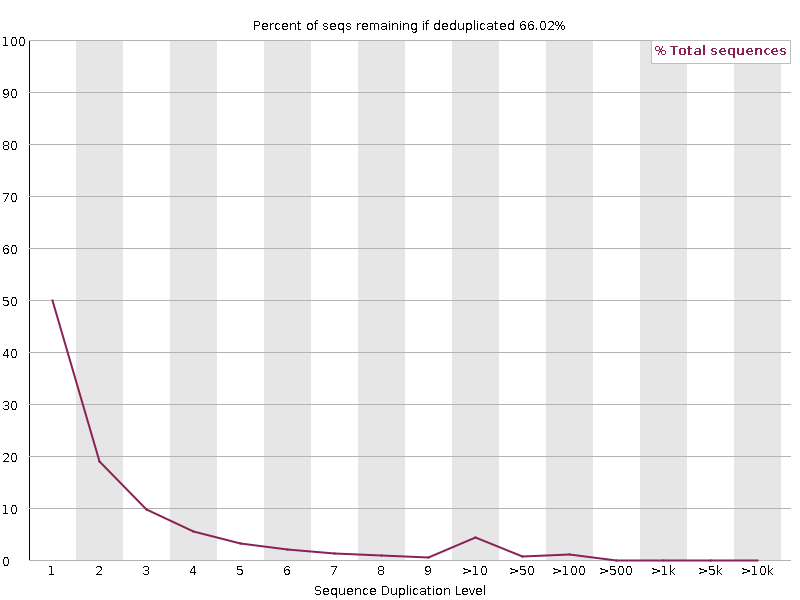 Percent of seqs remaining if deduplicated 66.02%
% Total sequences
100
90
80
70
60
50
40
30
20
10
0
1 2 3 4 5 6 7 8 9 >10 >50 >100 >500 >1k >5k >10k
Sequence Duplication Level